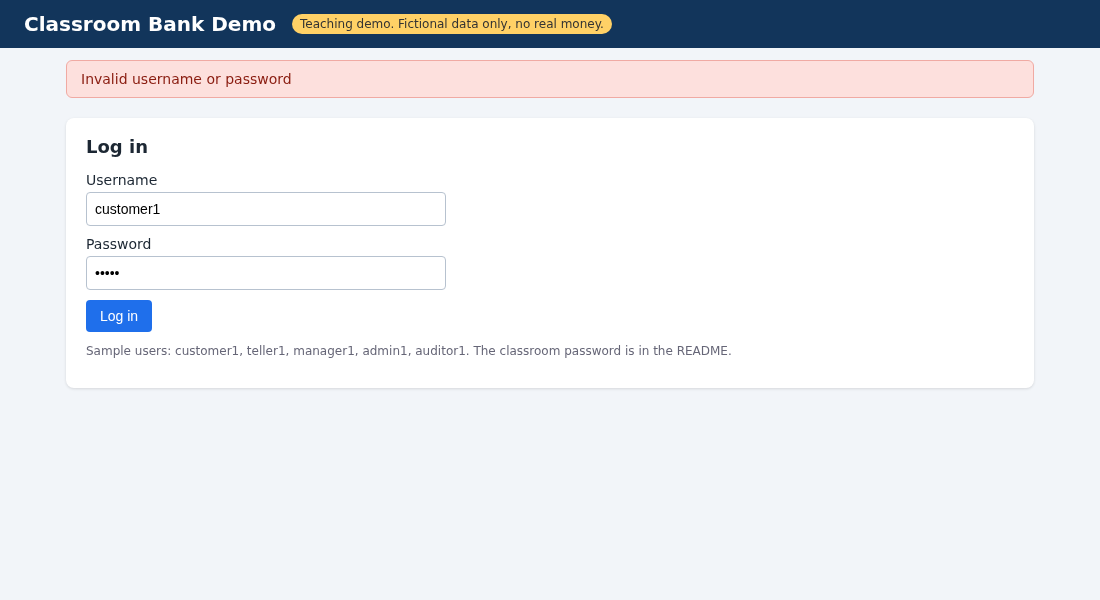 Classroom Bank Demo
Teaching demo. Fictional data only, no real money.
Invalid username or password
Log in
Username
customer1
Password
•••••
Log in
Sample users: customer1, teller1, manager1, admin1, auditor1. The classroom password is in the README.